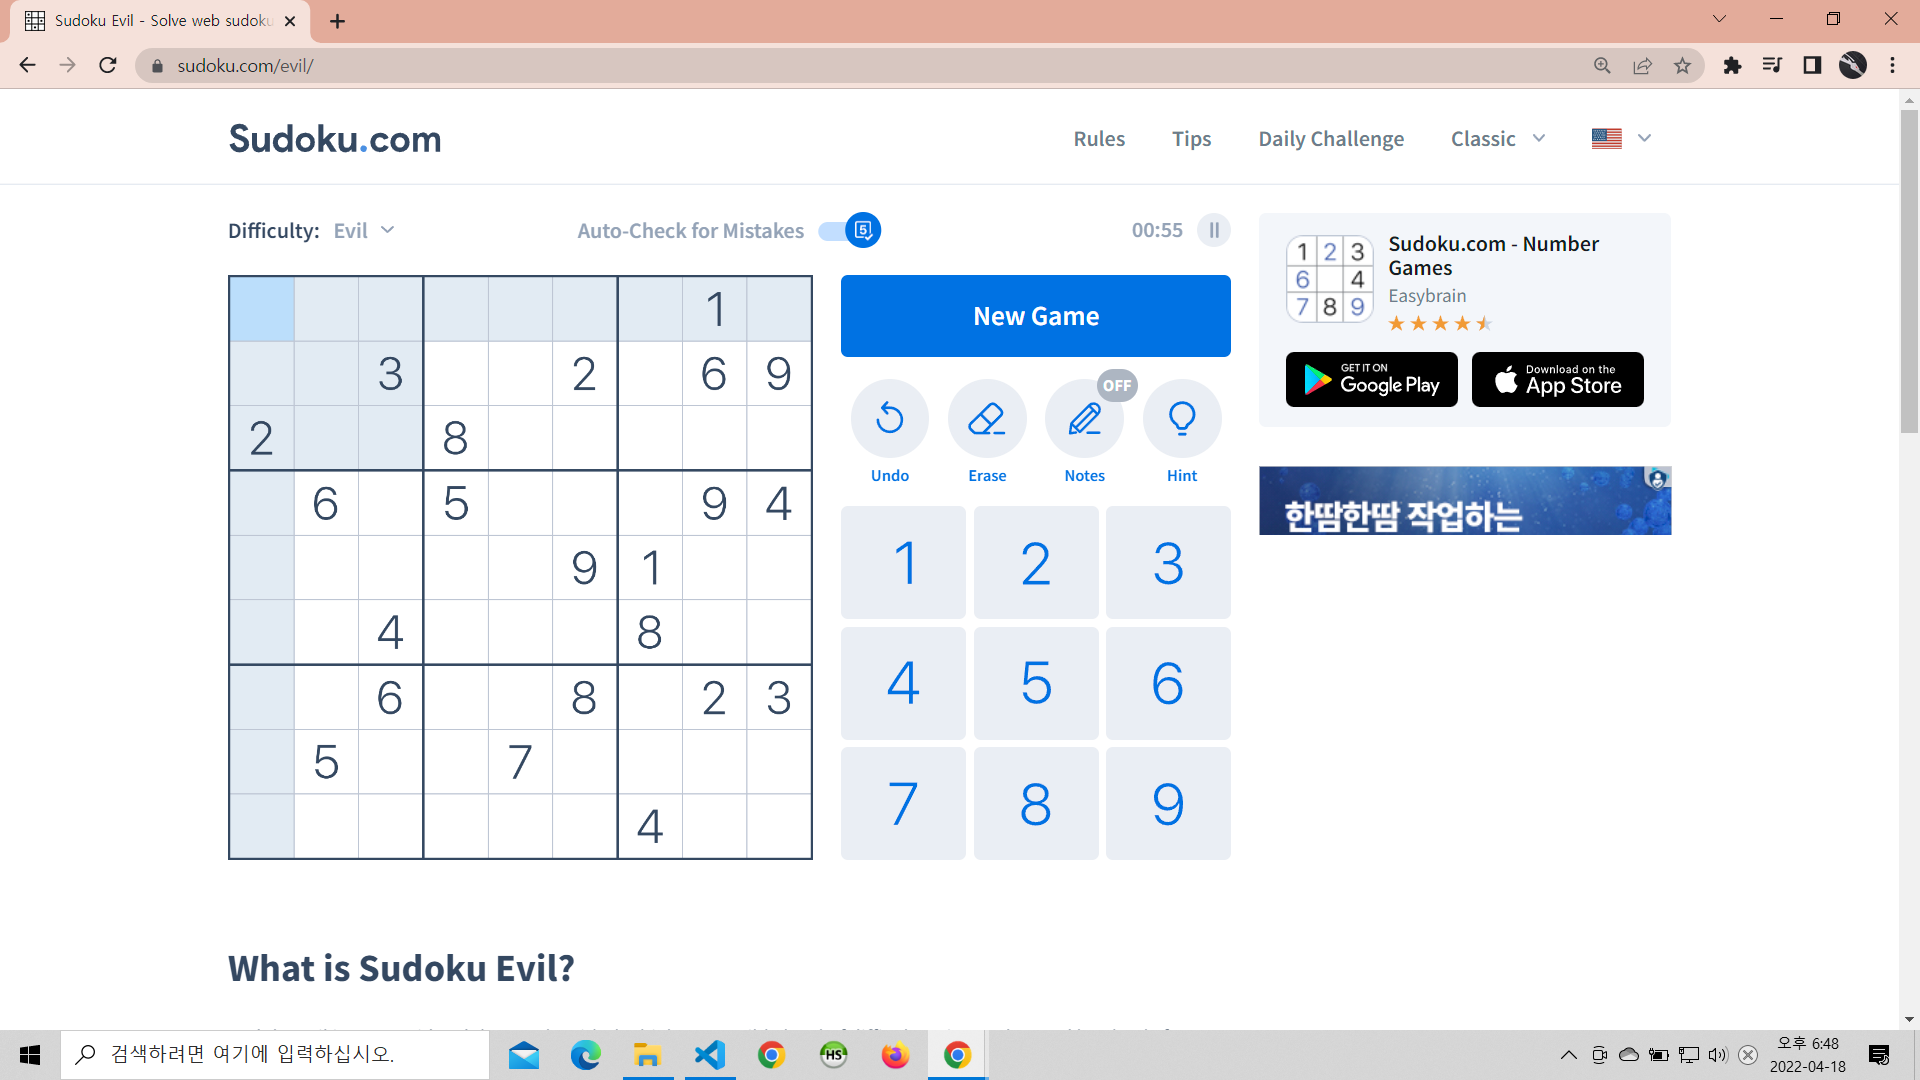 Sudoku Evil - Solve web sudoku
sudoku.com/evil/
Sudoku.com
Rules Tips Daily Challenge Classic
Difficulty: Evil
Auto-Check for Mistakes
00:55
1
3 2 6 9
2 8
6 5 9 4
9 1
4 8
6 8 2 3
5 7
4
New Game
OFF
Undo Erase Notes Hint
1 2 3
4 5 6
7 8 9
1 2 3
6 4
7 8 9
Sudoku.com - Number
Games
Easybrain
GET IT ON
Google Play
Download on the
App Store
한땀한땀 작업하는
What is Sudoku Evil?
검색하려면 여기에 입력하십시오.
HS
오후 6:48
2022-04-18